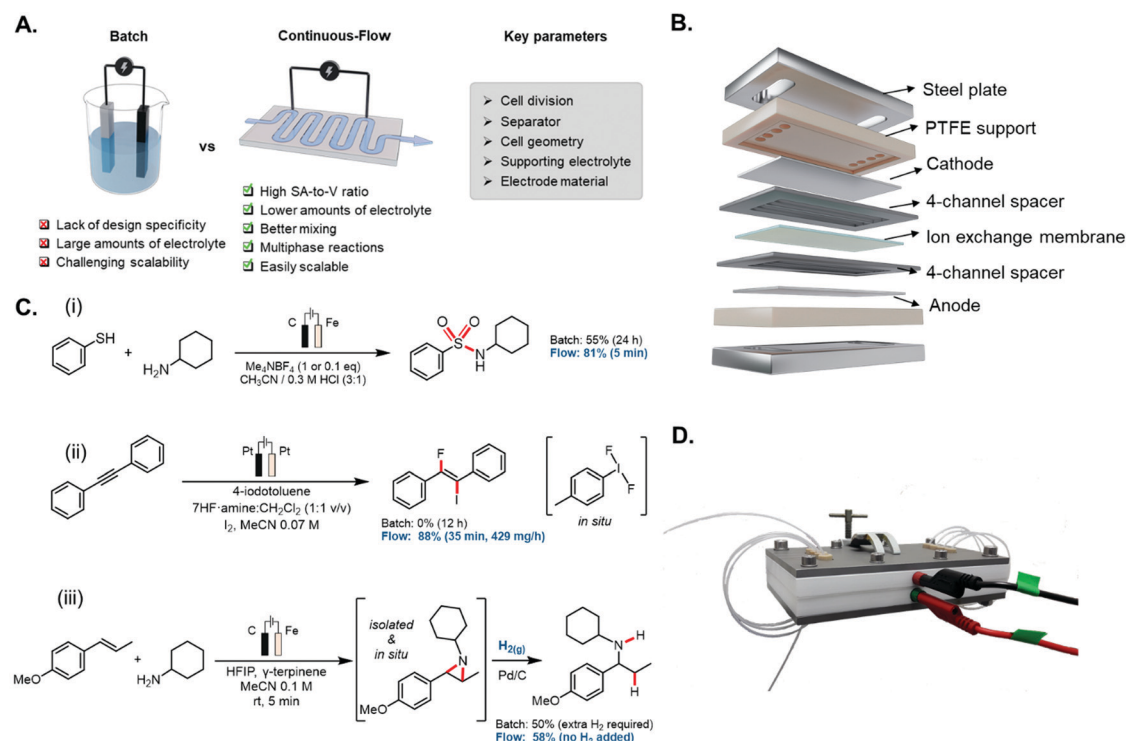 A.
Batch
vs
Continuous-Flow
Key parameters
Lack of design specificity
Large amounts of electrolyte
Challenging scalability
High SA-to-V ratio
Lower amounts of electrolyte
Better mixing
Multiphase reactions
Easily scalable
Cell division
Separator
Cell geometry
Supporting electrolyte
Electrode material
B.
Steel plate
PTFE support
Cathode
4-channel spacer
Ion exchange membrane
4-channel spacer
Anode
C.
(i)
SH
+
H₂N
C Fe
Me₄NBF₄ (1 or 0.1 eq)
CH₃CN / 0.3 M HCl (3:1)
O O
S
N
H
Batch: 55% (24 h)
Flow: 81% (5 min)
(ii)
Pt Pt
4-iodotoluene
7HF·amine:CH₂Cl₂ (1:1 v/v)
I₂, MeCN 0.07 M
F
I
Batch: 0% (12 h)
Flow: 88% (35 min, 429 mg/h)
F
I
F
in situ
(iii)
MeO
+
H₂N
C Fe
HFIP, γ-terpinene
MeCN 0.1 M
rt, 5 min
isolated
&
in situ
N
MeO
H₂(g)
Pd/C
N H
H
MeO
Batch: 50% (extra H₂ required)
Flow: 58% (no H₂ added)
D.